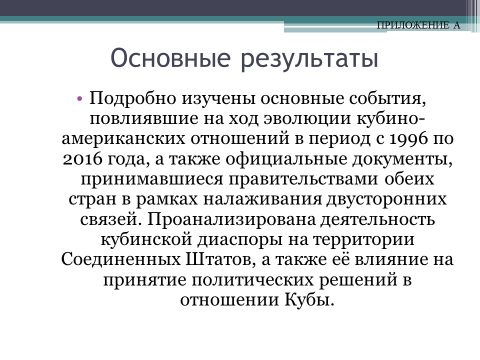 ПРИЛОЖЕНИЕ А
Основные результаты
• Подробно изучены основные события,
повлиявшие на ход эволюции кубино-
американских отношений в период с 1996 по
2016 года, а также официальные документы,
принимавшиеся правительствами обеих
стран в рамках налаживания двусторонних
связей. Проанализирована деятельность
кубинской диаспоры на территории
Соединенных Штатов, а также её влияние на
принятие политических решений в
отношении Кубы.